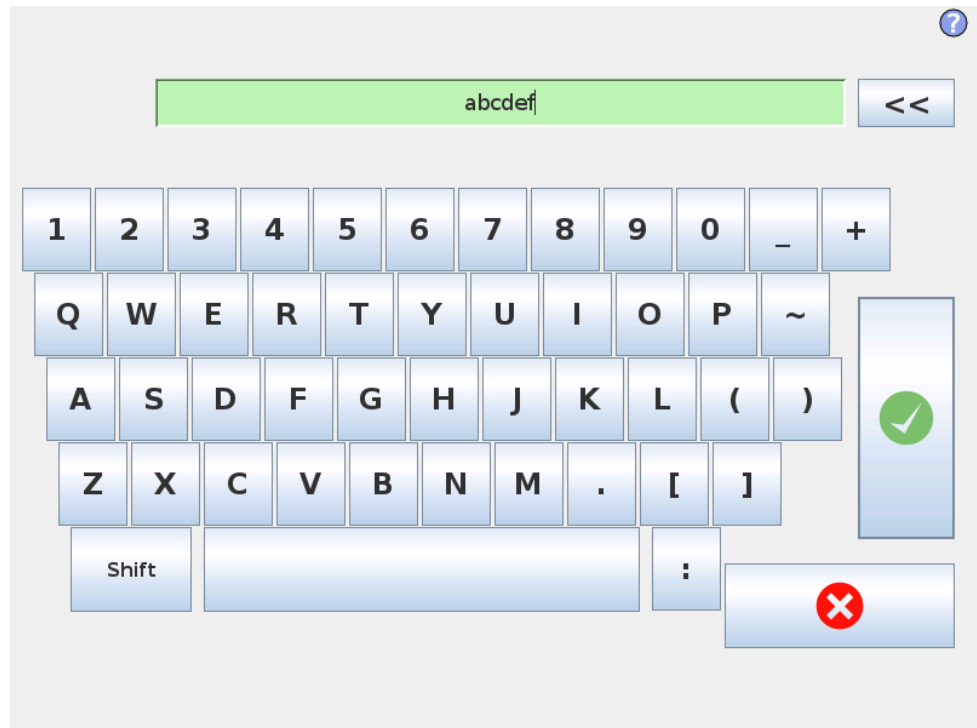 ?
abcdef <<
1 2 3 4 5 6 7 8 9 0 _ +
Q W E R T Y U I O P ~
A S D F G H J K L ( )
Z X C V B N M . [ ]
Shift :